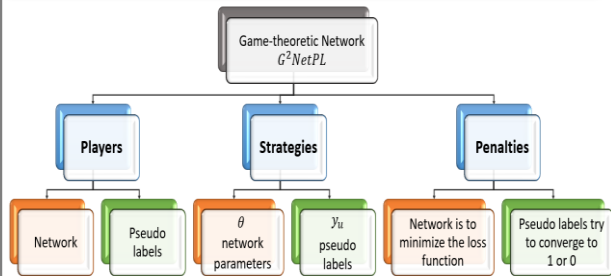 Game-theoretic Network
G²NetPL
Players
Strategies
Penalties
Network
Pseudo
labels
θ
network
parameters
y_u
pseudo
labels
Network is to
minimize the loss
function
Pseudo labels try
to converge to
1 or 0